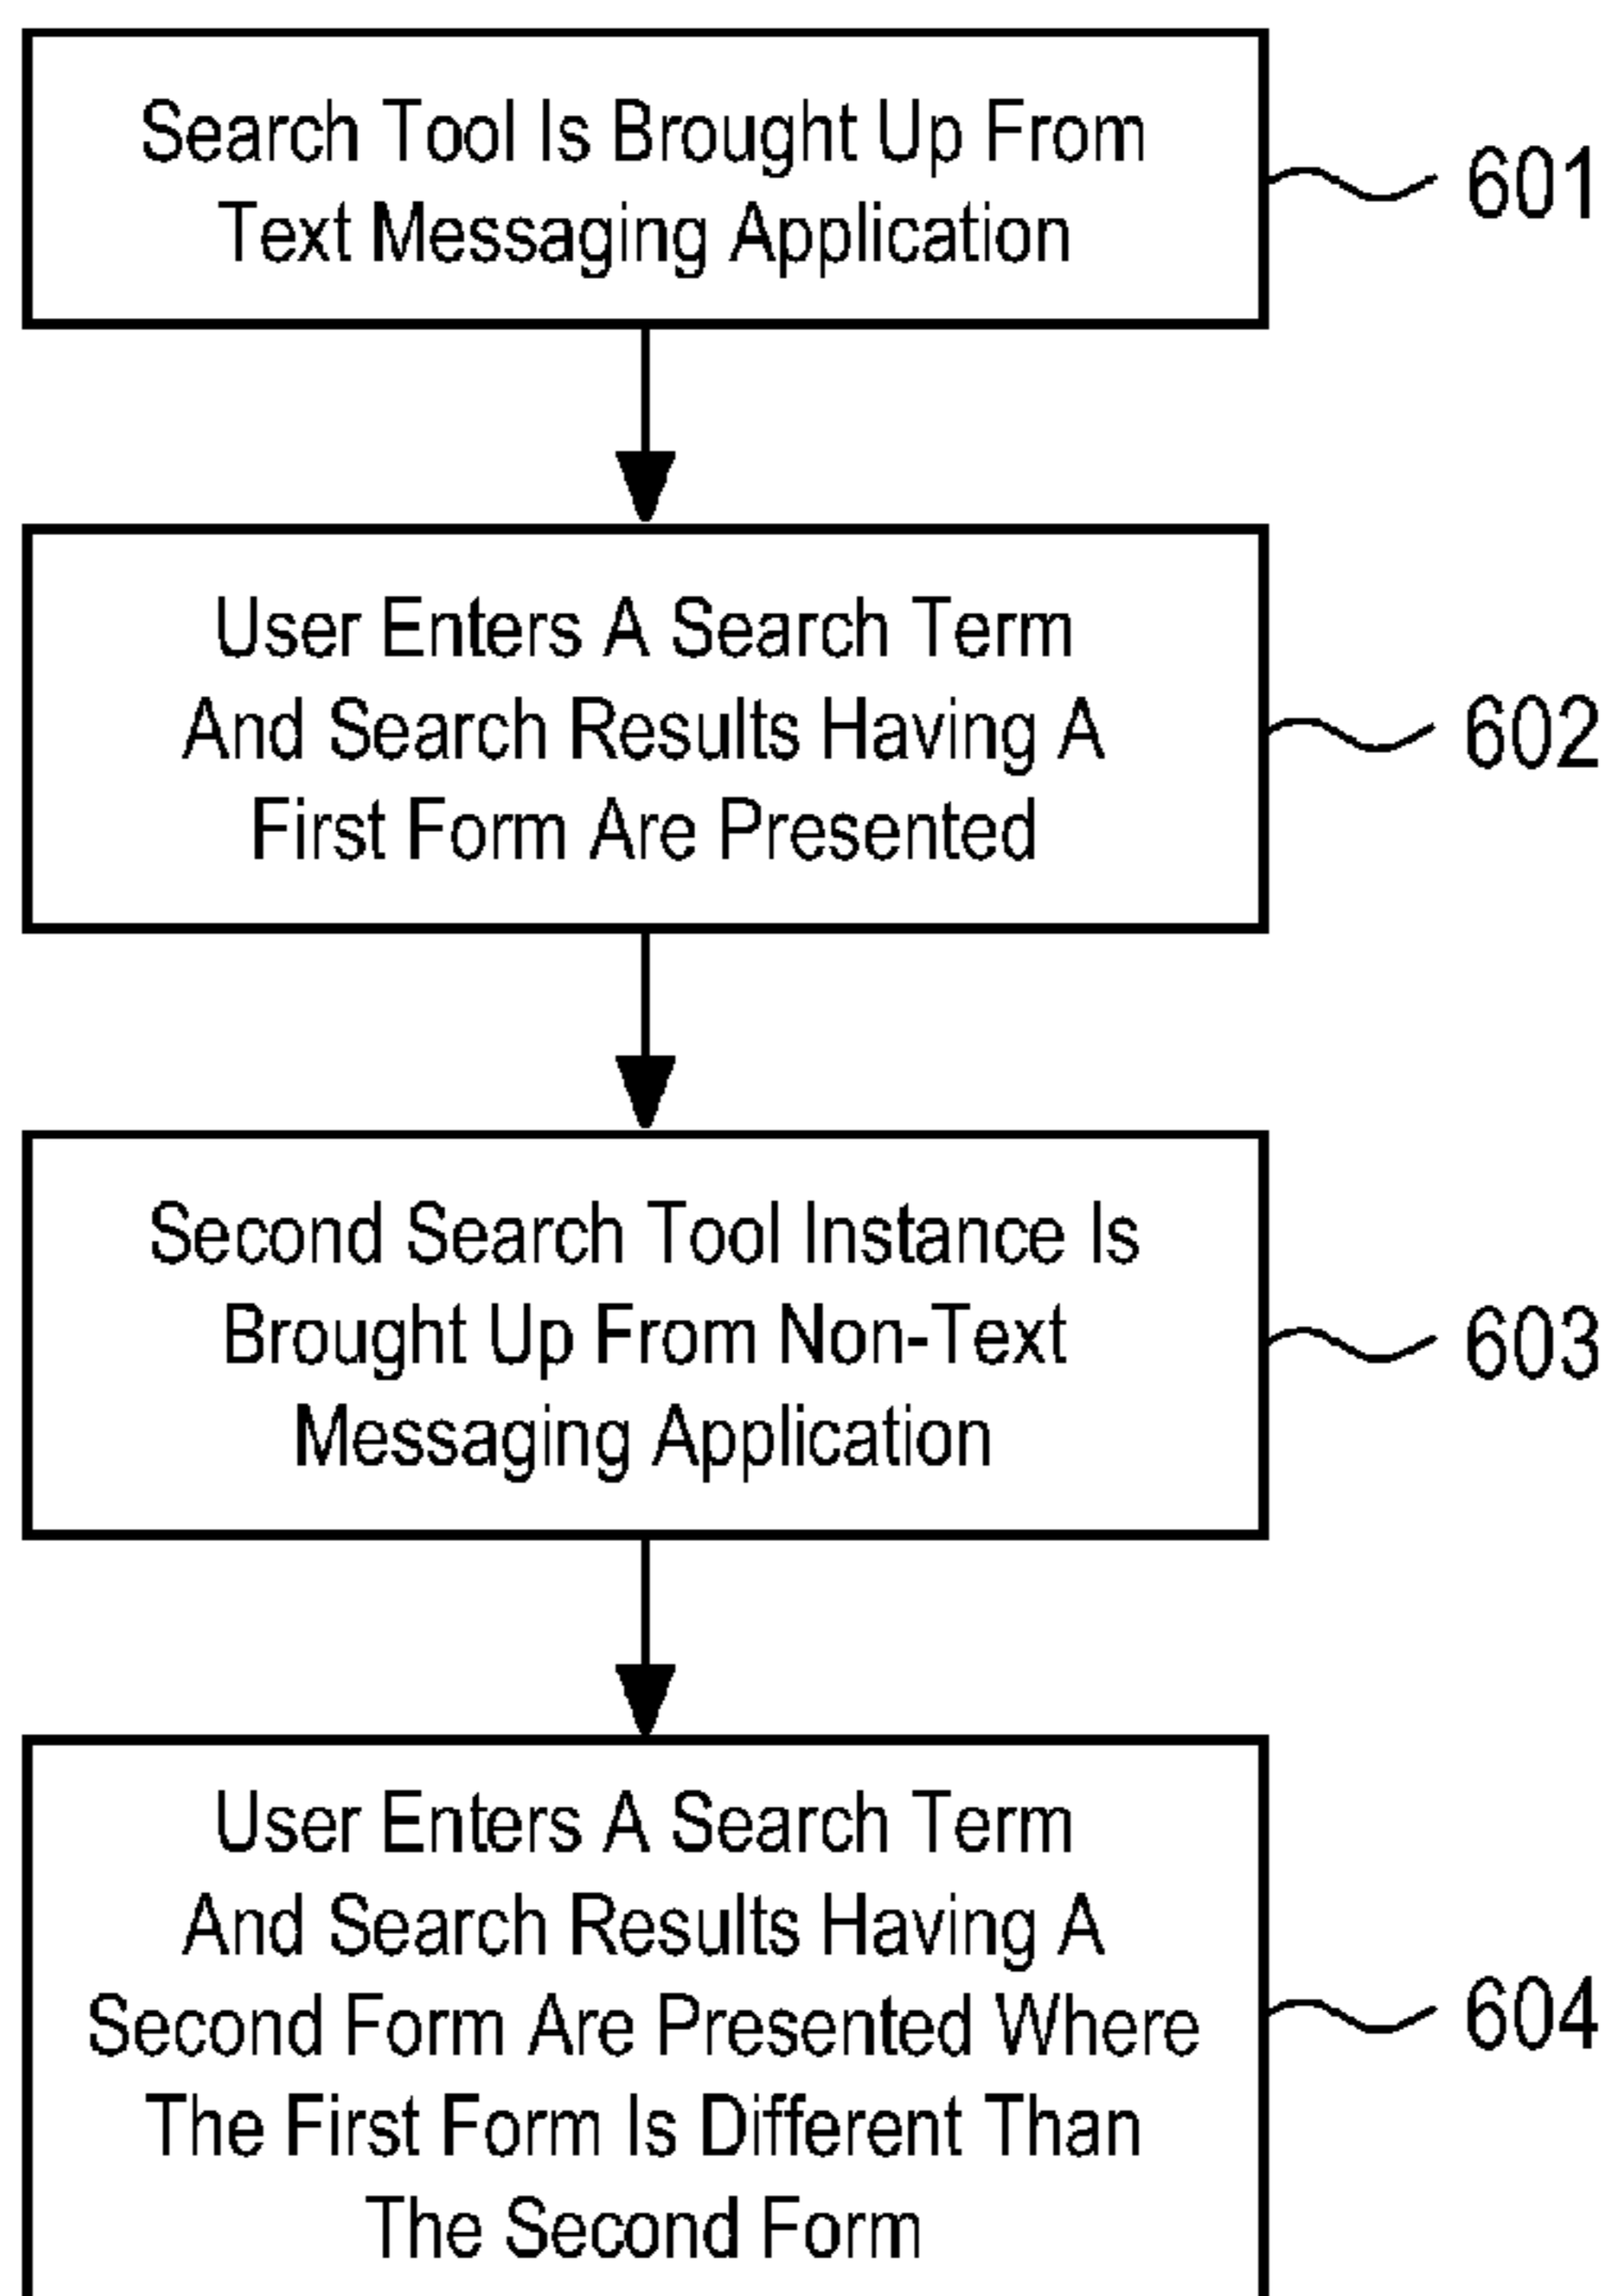 Search Tool Is Brought Up From
Text Messaging Application
601
User Enters A Search Term
And Search Results Having A
First Form Are Presented
602
Second Search Tool Instance Is
Brought Up From Non-Text
Messaging Application
603
User Enters A Search Term
And Search Results Having A
Second Form Are Presented Where
The First Form Is Different Than
The Second Form
604